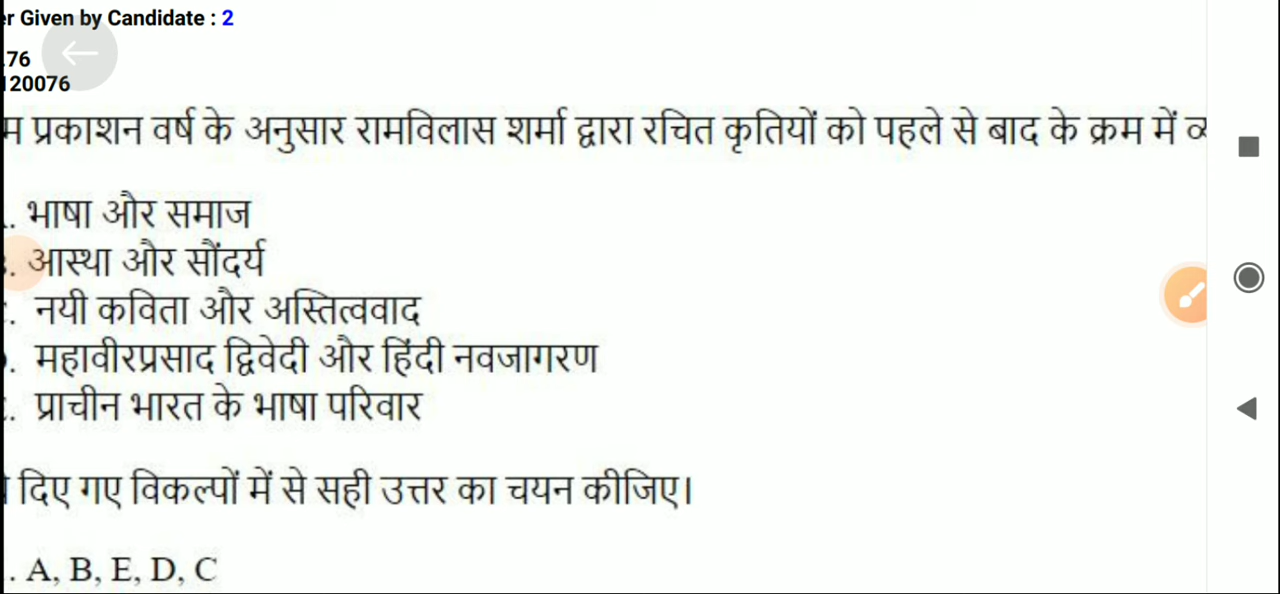 er Given by Candidate : 2
.76
120076
म प्रकाशन वर्ष के अनुसार रामविलास शर्मा द्वारा रचित कृतियों को पहले से बाद के क्रम में
. भाषा और समाज
. आस्था और सौंदर्य
. नयी कविता और अस्तित्ववाद
. महावीरप्रसाद द्विवेदी और हिंदी नवजागरण
. प्राचीन भारत के भाषा परिवार
दिए गए विकल्पों में से सही उत्तर का चयन कीजिए।
. A, B, E, D, C